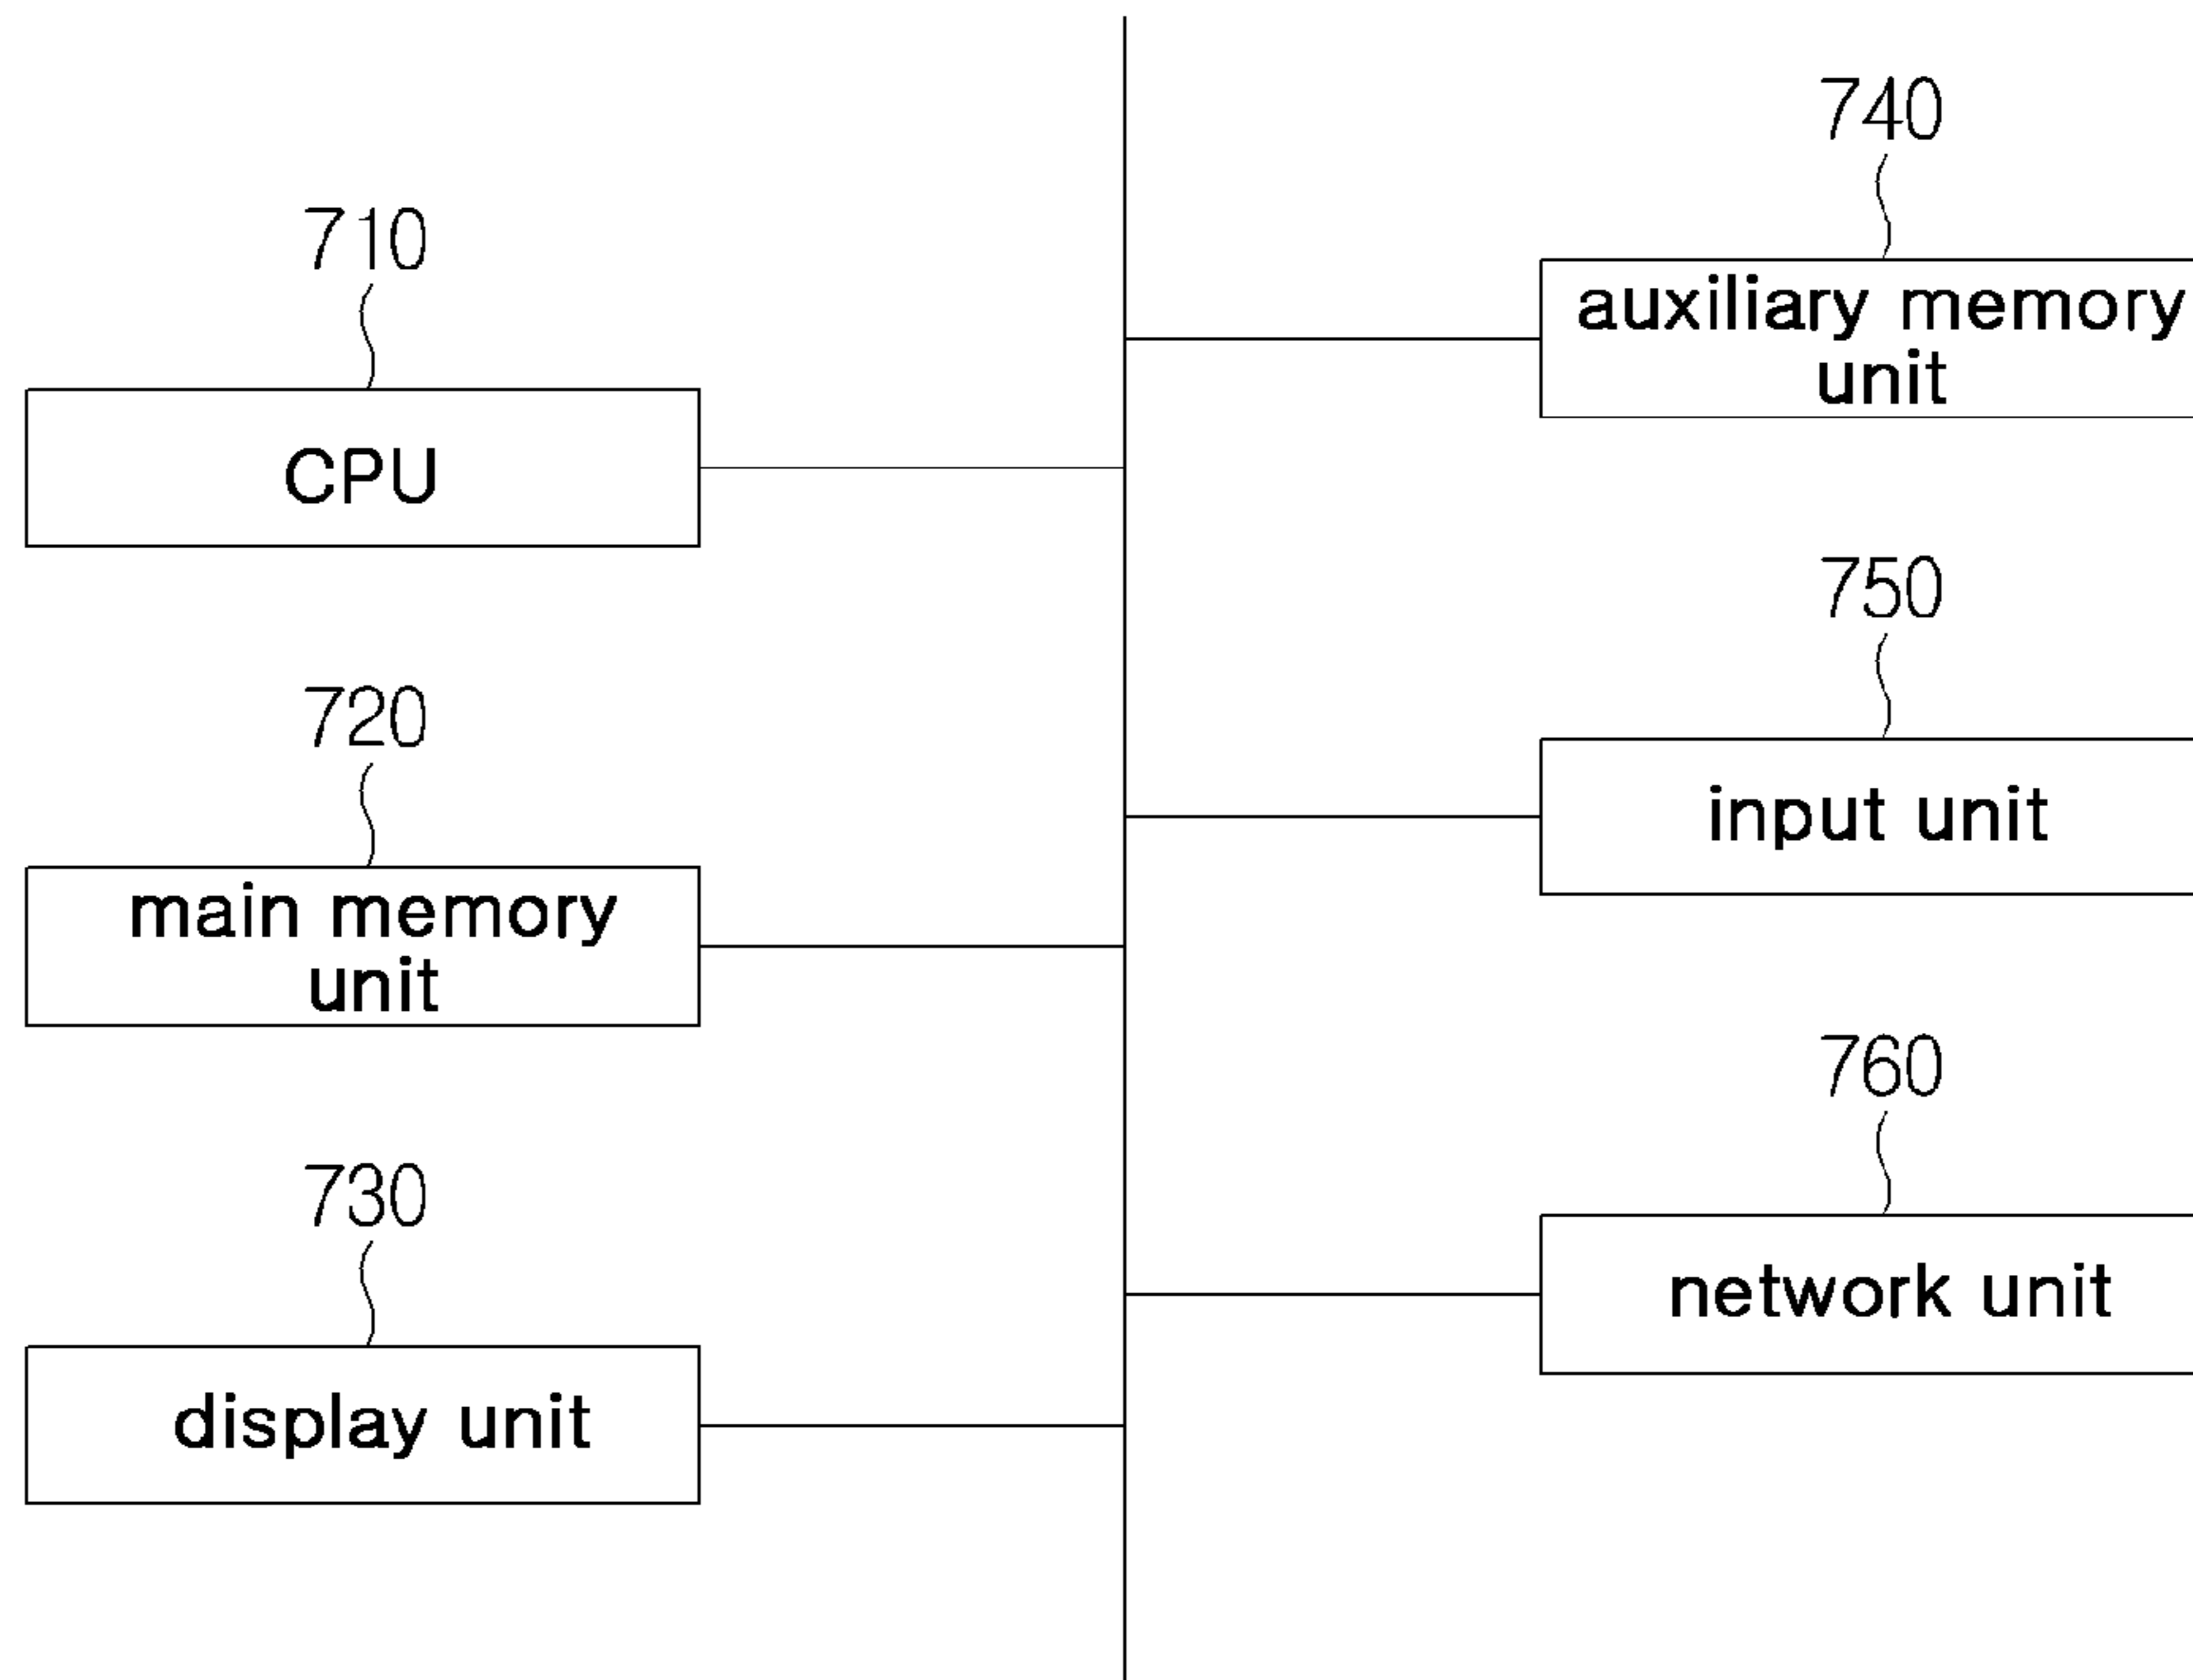 710
CPU
720
main memory
unit
730
display unit
740
auxiliary memory
unit
750
input unit
760
network unit